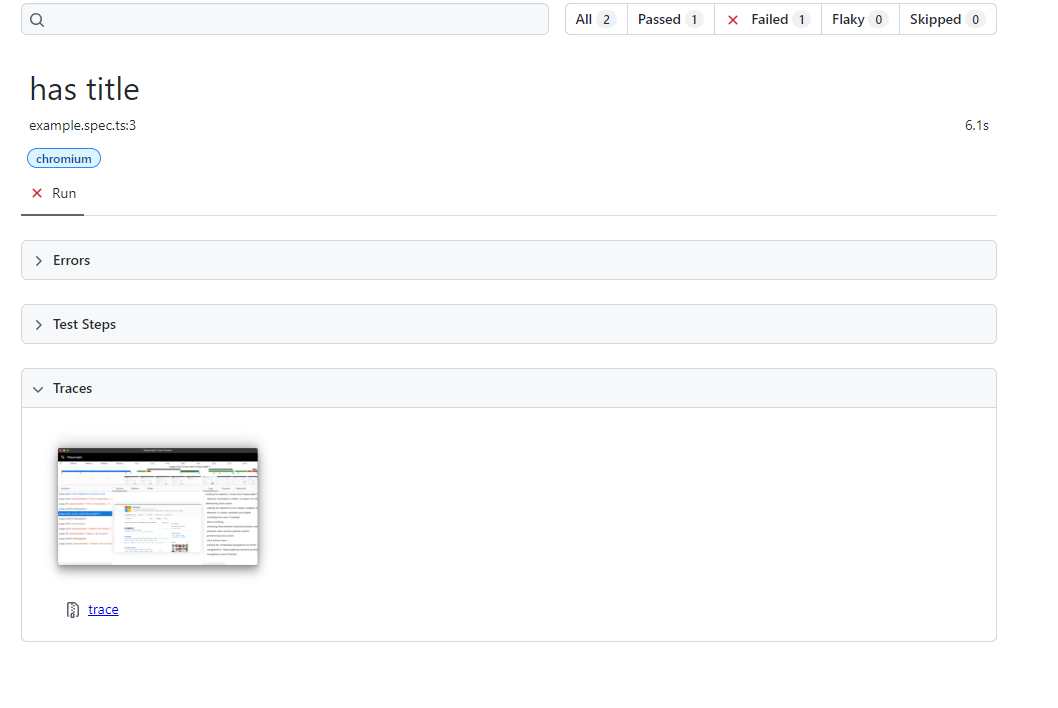 All 2 Passed 1 Failed 1 Flaky 0 Skipped 0
has title
example.spec.ts:3 6.1s
chromium
Run
Errors
Test Steps
Traces
trace